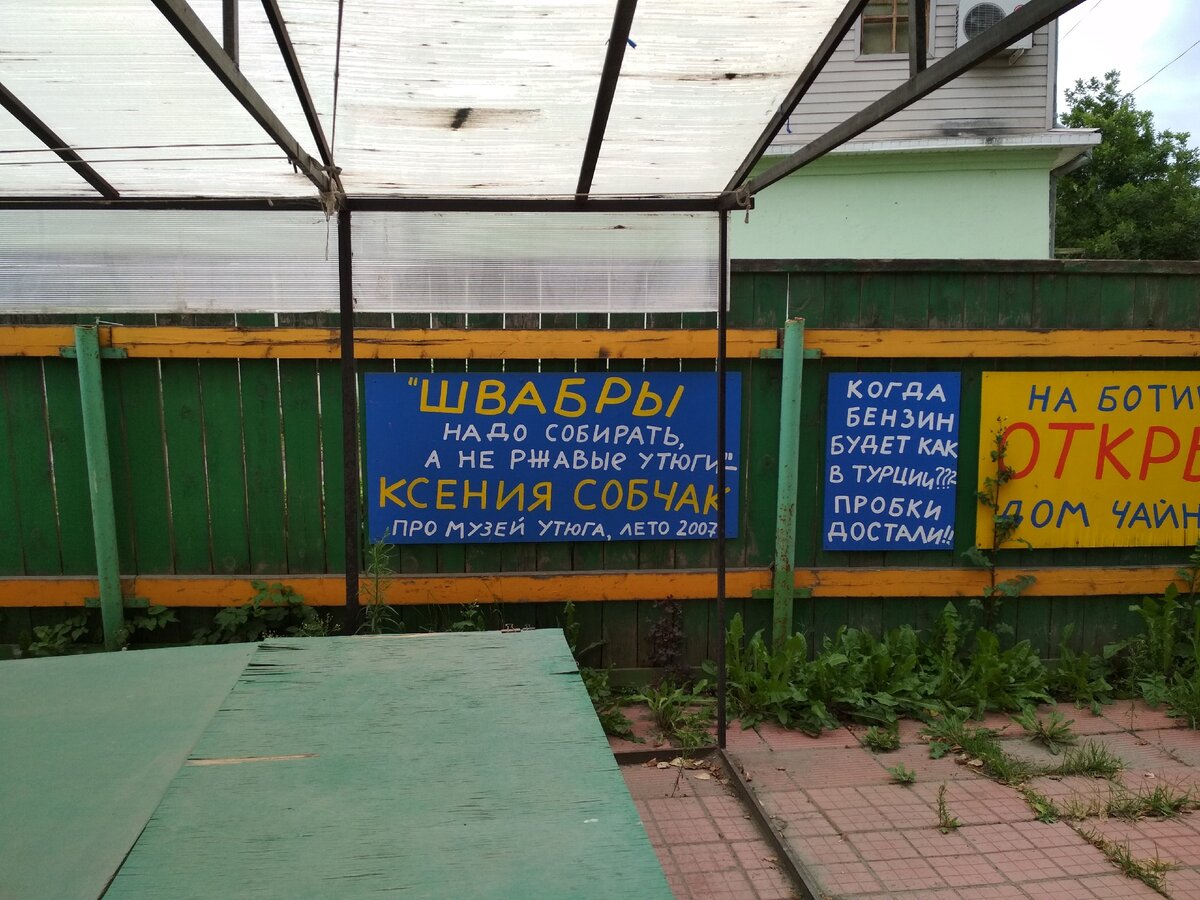 "ШВАБРЫ
НАДО СОБИРАТЬ,
А НЕ РЖАВЫЕ УТЮГИ"
КСЕНИЯ СОБЧАК
ПРО МУЗЕЙ УТЮГА, ЛЕТО 2007
КОГДА
БЕНЗИН
БУДЕТ КАК
В ТУРЦИИ???
ПРОБКИ
ДОСТАЛИ!!
НА
ДОМ